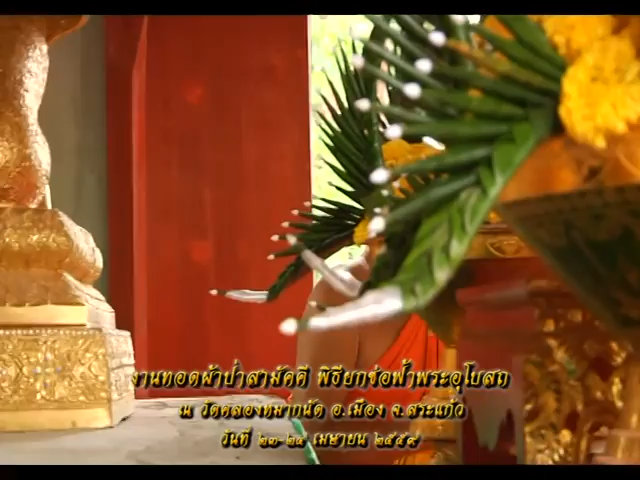 งานทอดผ้าป่าสามัคคี พิธียกช่อฟ้าพระอุโบสถ
ณ วัดคลองหมากนัด อ.เมือง จ.สระแก้ว
วันที่ ๒๓-๒๔ เมษายน ๒๕๕๙